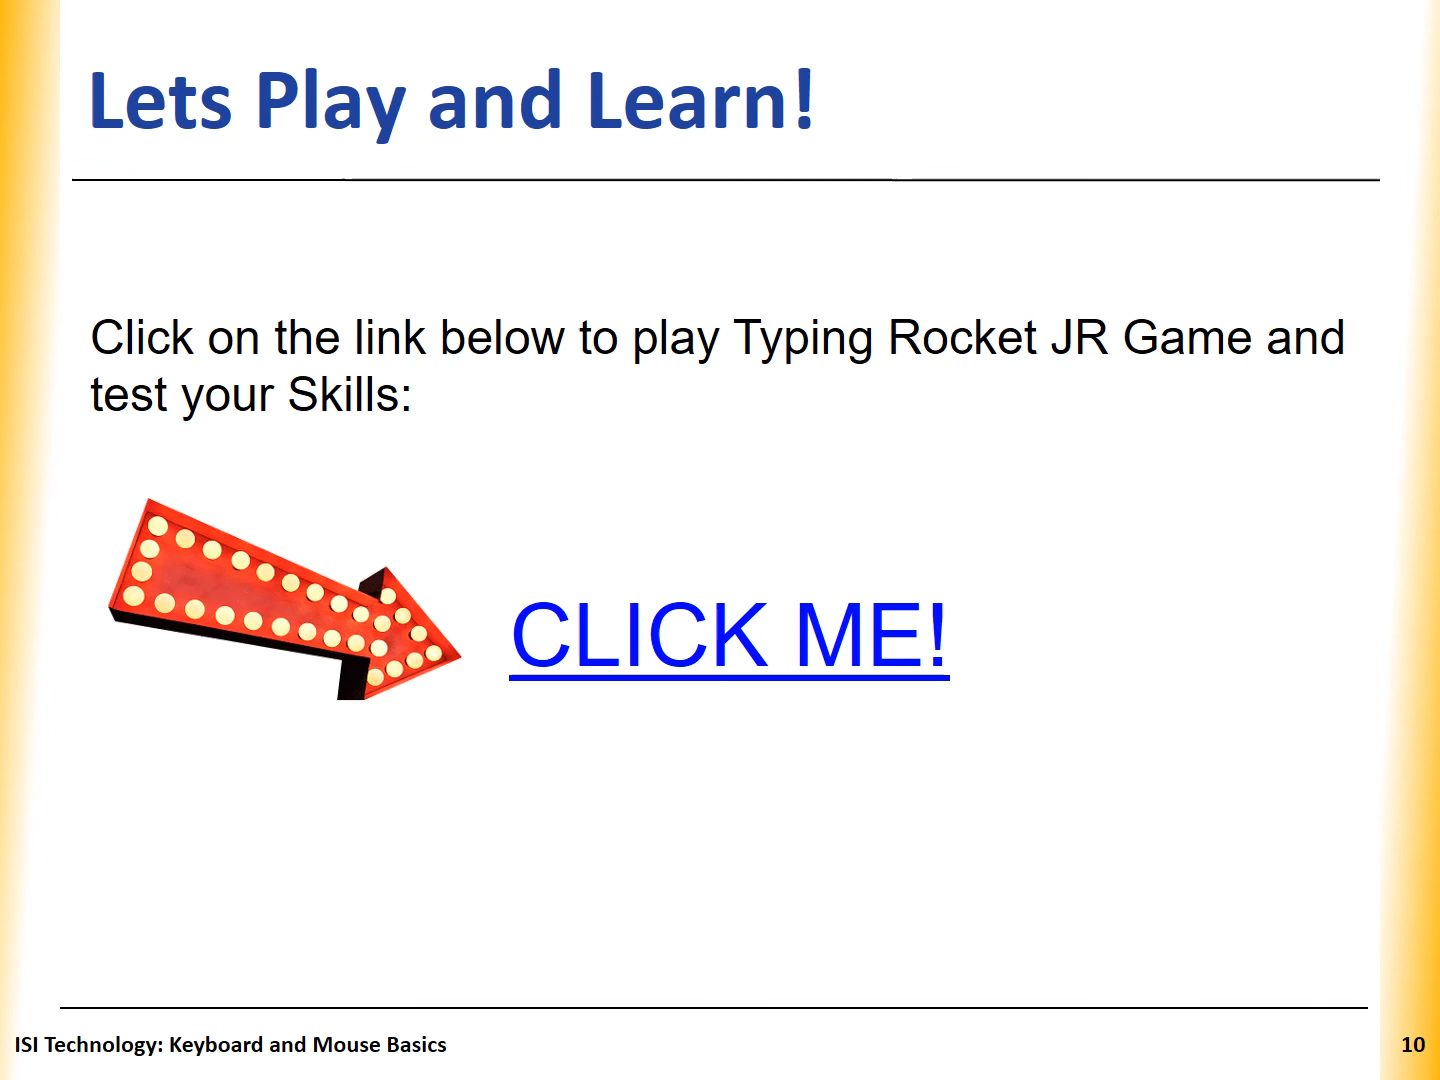 Lets Play and Learn!
Click on the link below to play Typing Rocket JR Game and
test your Skills:
CLICK ME!
ISI Technology: Keyboard and Mouse Basics
10